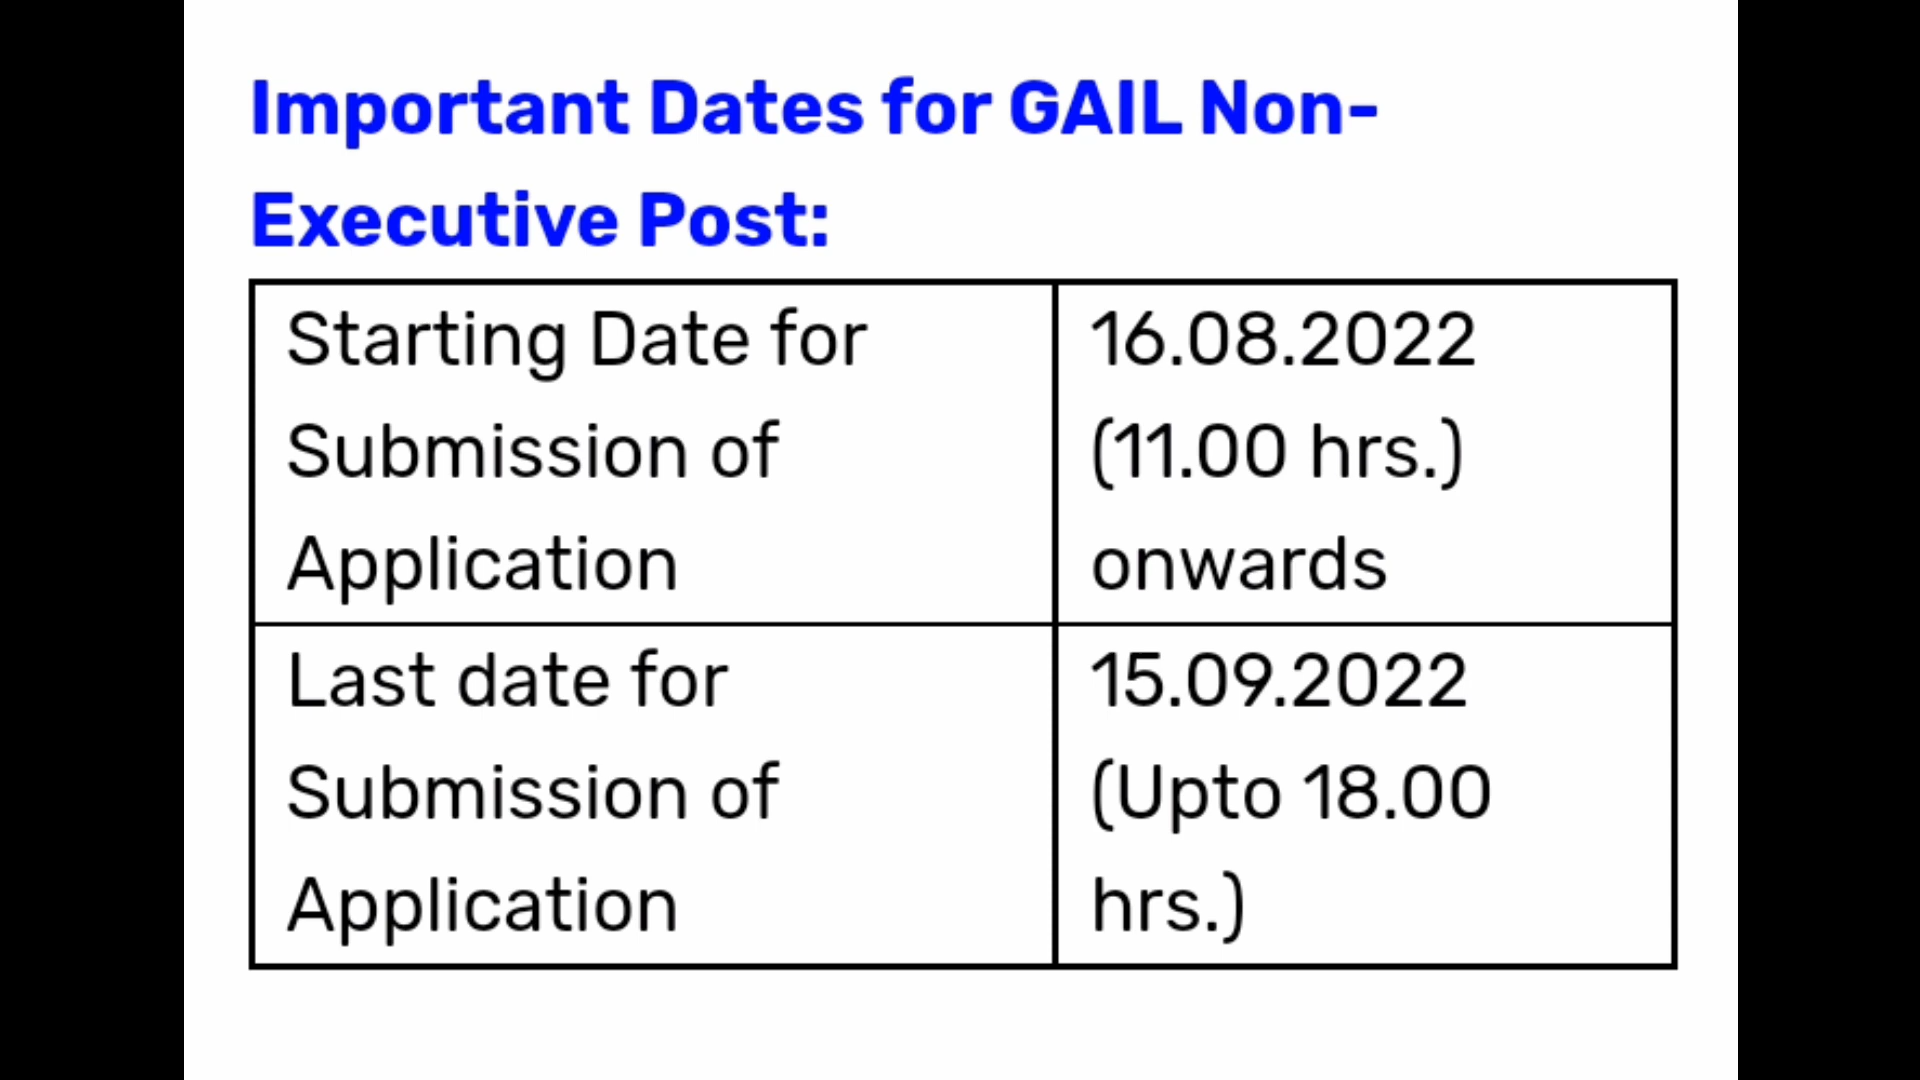 Important Dates for GAIL Non-
Executive Post:
Starting Date for
Submission of
Application
16.08.2022
(11.00 hrs.)
onwards
Last date for
Submission of
Application
15.09.2022
(Upto 18.00
hrs.)